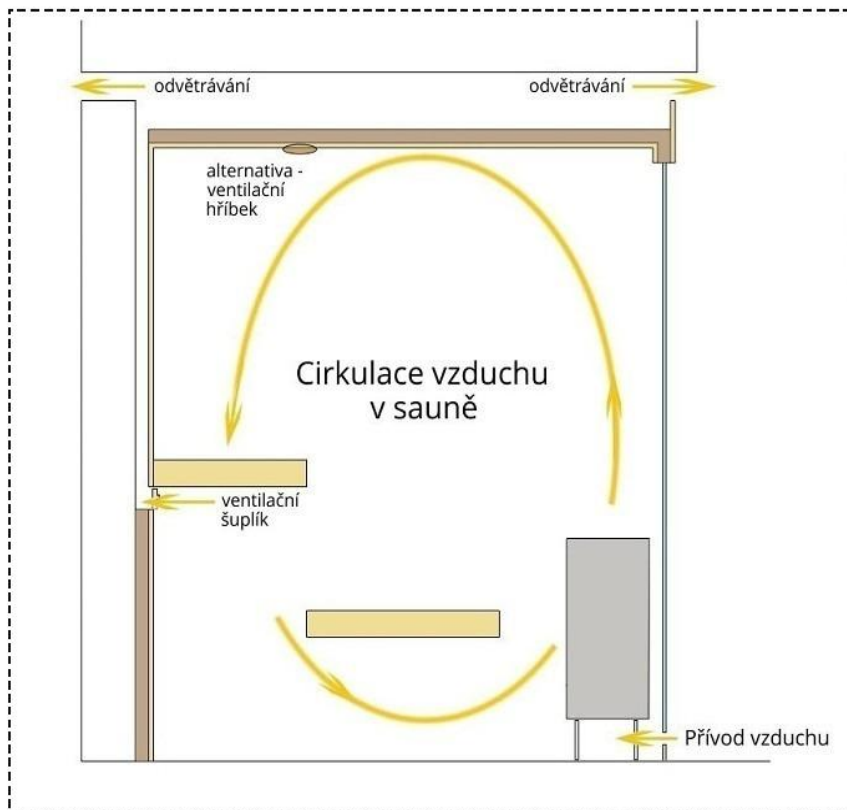 odvětrávání
odvětrávání
alternativa -
ventilační
hříbek
Cirkulace vzduchu
v sauně
ventilační
šuplík
Přívod vzduchu